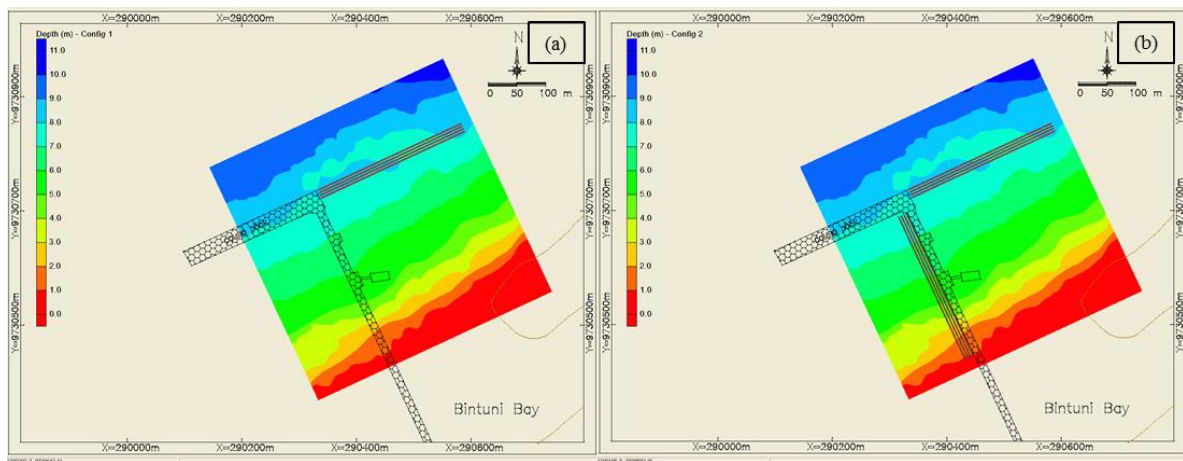 X=290000m X=290200m X=290400m X=290600m
Depth (m) - Config 1
(a)
N
11.0
10.0
9.0
8.0
7.0
6.0
5.0
4.0
3.0
2.0
1.0
0.0
0 50 100 m
Y=9730900m
Y=9730700m
Y=9730500m
Y=9730900m
Y=9730700m
Y=9730500m
Bintuni Bay
X=290000m X=290200m X=290400m X=290600m
X=290000m X=290200m X=290400m X=290600m
Depth (m) - Config 2
(b)
N
11.0
10.0
9.0
8.0
7.0
6.0
5.0
4.0
3.0
2.0
1.0
0.0
0 50 100 m
Y=9730900m
Y=9730700m
Y=9730500m
Bintuni Bay
X=290000m X=290200m X=290400m X=290600m